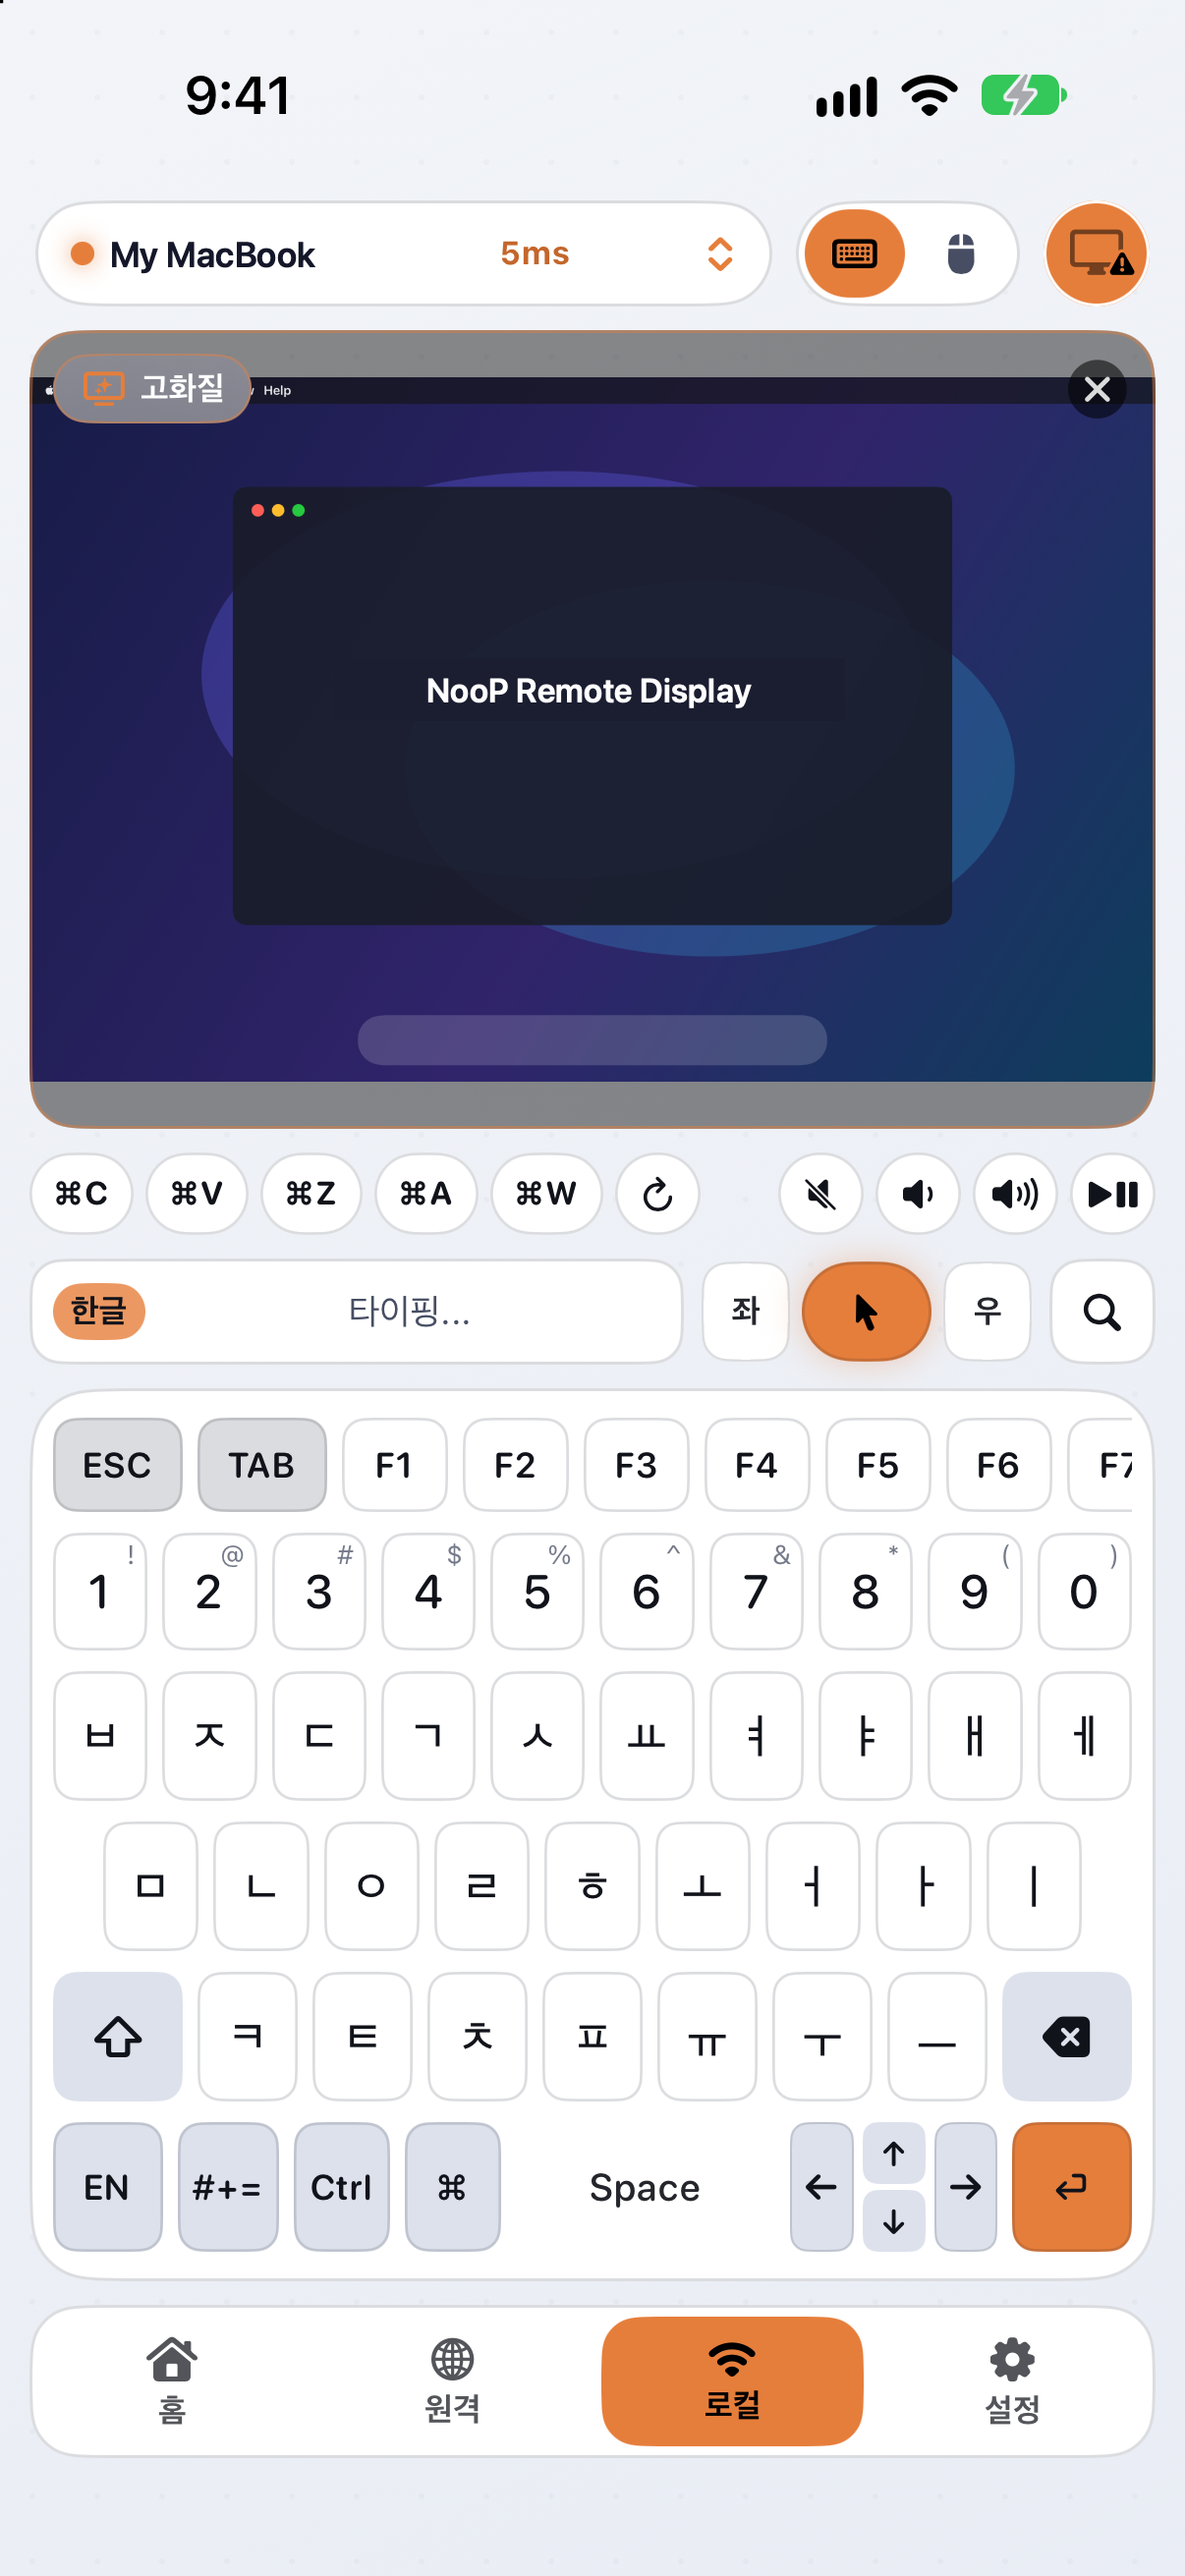 9:41
My MacBook 5ms
고화질 Help
NooP Remote Display
⌘C ⌘V ⌘Z ⌘A ⌘W
한글 타이핑... 좌 우
ESC TAB F1 F2 F3 F4 F5 F6 F7
! @ # $ % ^ & * ( )
1 2 3 4 5 6 7 8 9 0
ㅂ ㅈ ㄷ ㄱ ㅅ ㅛ ㅕ ㅑ ㅐ ㅔ
ㅁ ㄴ ㅇ ㄹ ㅎ ㅗ ㅓ ㅏ ㅣ
ㅋ ㅌ ㅊ ㅍ ㅠ ㅜ ㅡ
EN #+= Ctrl ⌘ Space ← ↑ ↓ →
홈 원격 로컬 설정